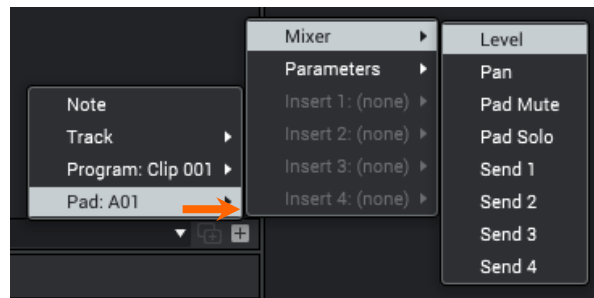 Note
Track
Program: Clip 001
Pad: A01
Mixer
Parameters
Insert 1: (none)
Insert 2: (none)
Insert 3: (none)
Insert 4: (none)
Level
Pan
Pad Mute
Pad Solo
Send 1
Send 2
Send 3
Send 4